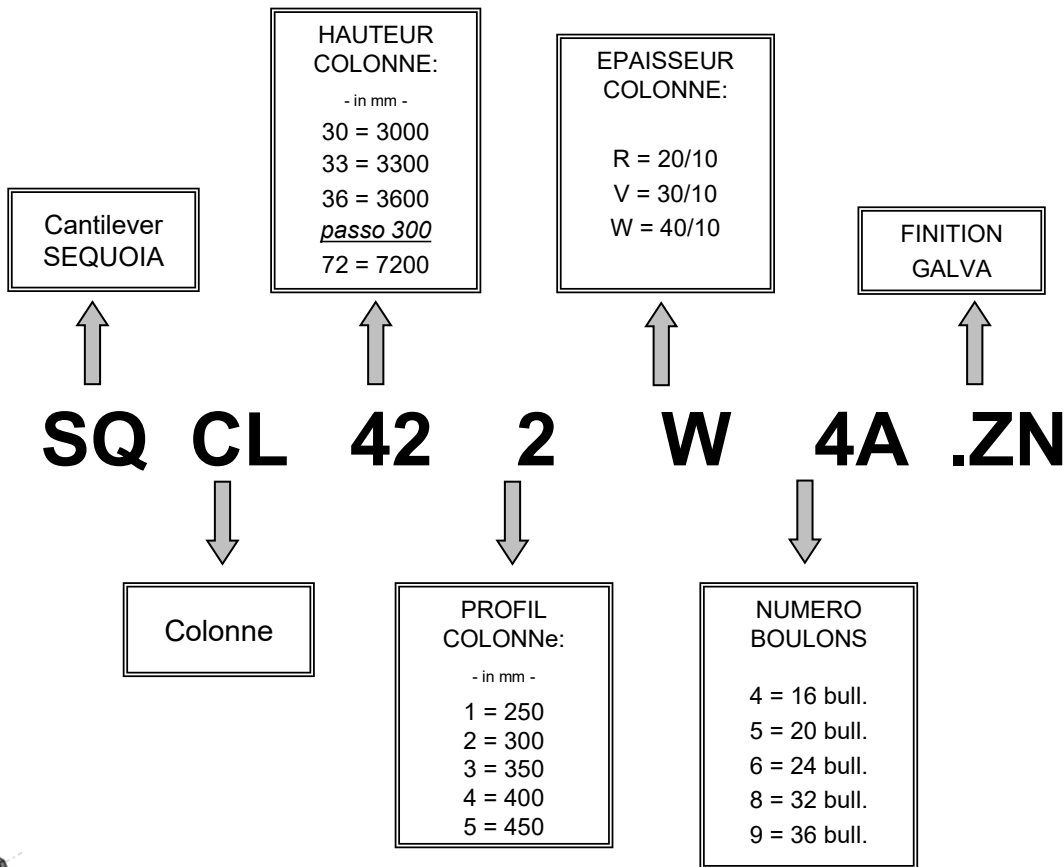 HAUTEUR
COLONNE:
- in mm -
30 = 3000
33 = 3300
36 = 3600
passo 300
72 = 7200
EPAISSEUR
COLONNE:
R = 20/10
V = 30/10
W = 40/10
Cantilever
SEQUOIA
FINITION
GALVA
SQ CL 42 2 W 4A .ZN
Colonne
PROFIL
COLONNe:
- in mm -
1 = 250
2 = 300
3 = 350
4 = 400
5 = 450
NUMERO
BOULONS
4 = 16 bull.
5 = 20 bull.
6 = 24 bull.
8 = 32 bull.
9 = 36 bull.